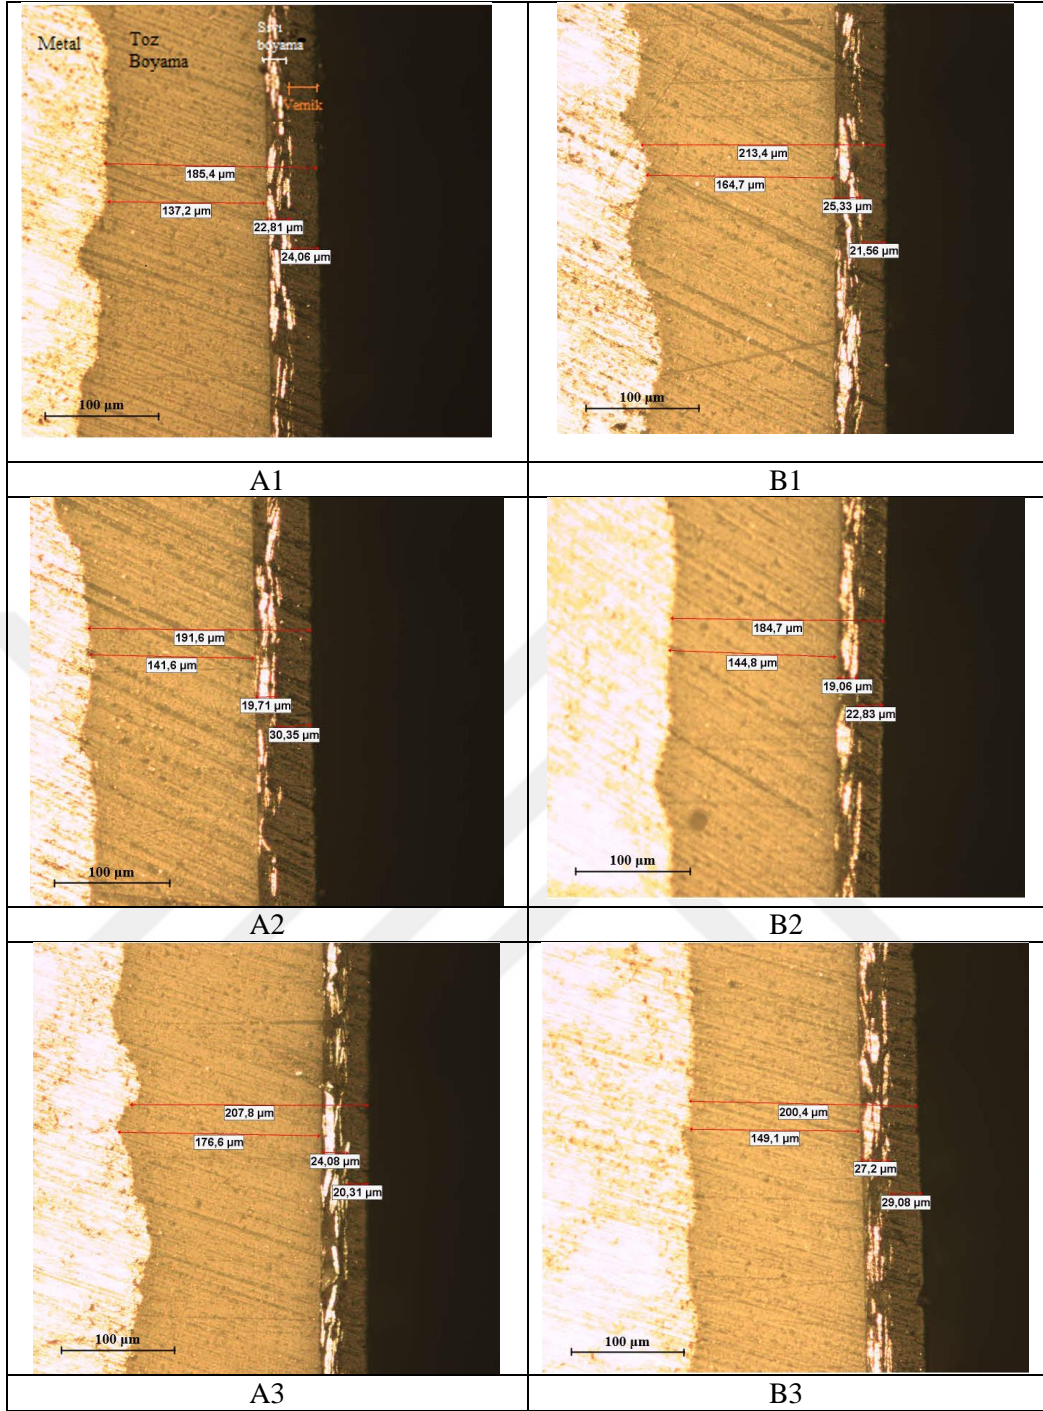 Metal
Toz
Boyama
Sıvı
boyama
Vernik
185,4 µm
137,2 µm
22,81 µm
24,06 µm
100 µm
213,4 µm
164,7 µm
25,33 µm
21,56 µm
100 µm
A1
B1
191,6 µm
141,6 µm
19,71 µm
30,35 µm
100 µm
184,7 µm
144,8 µm
19,06 µm
22,83 µm
100 µm
A2
B2
207,8 µm
176,6 µm
24,08 µm
20,31 µm
100 µm
200,4 µm
149,1 µm
27,2 µm
29,08 µm
100 µm
A3
B3